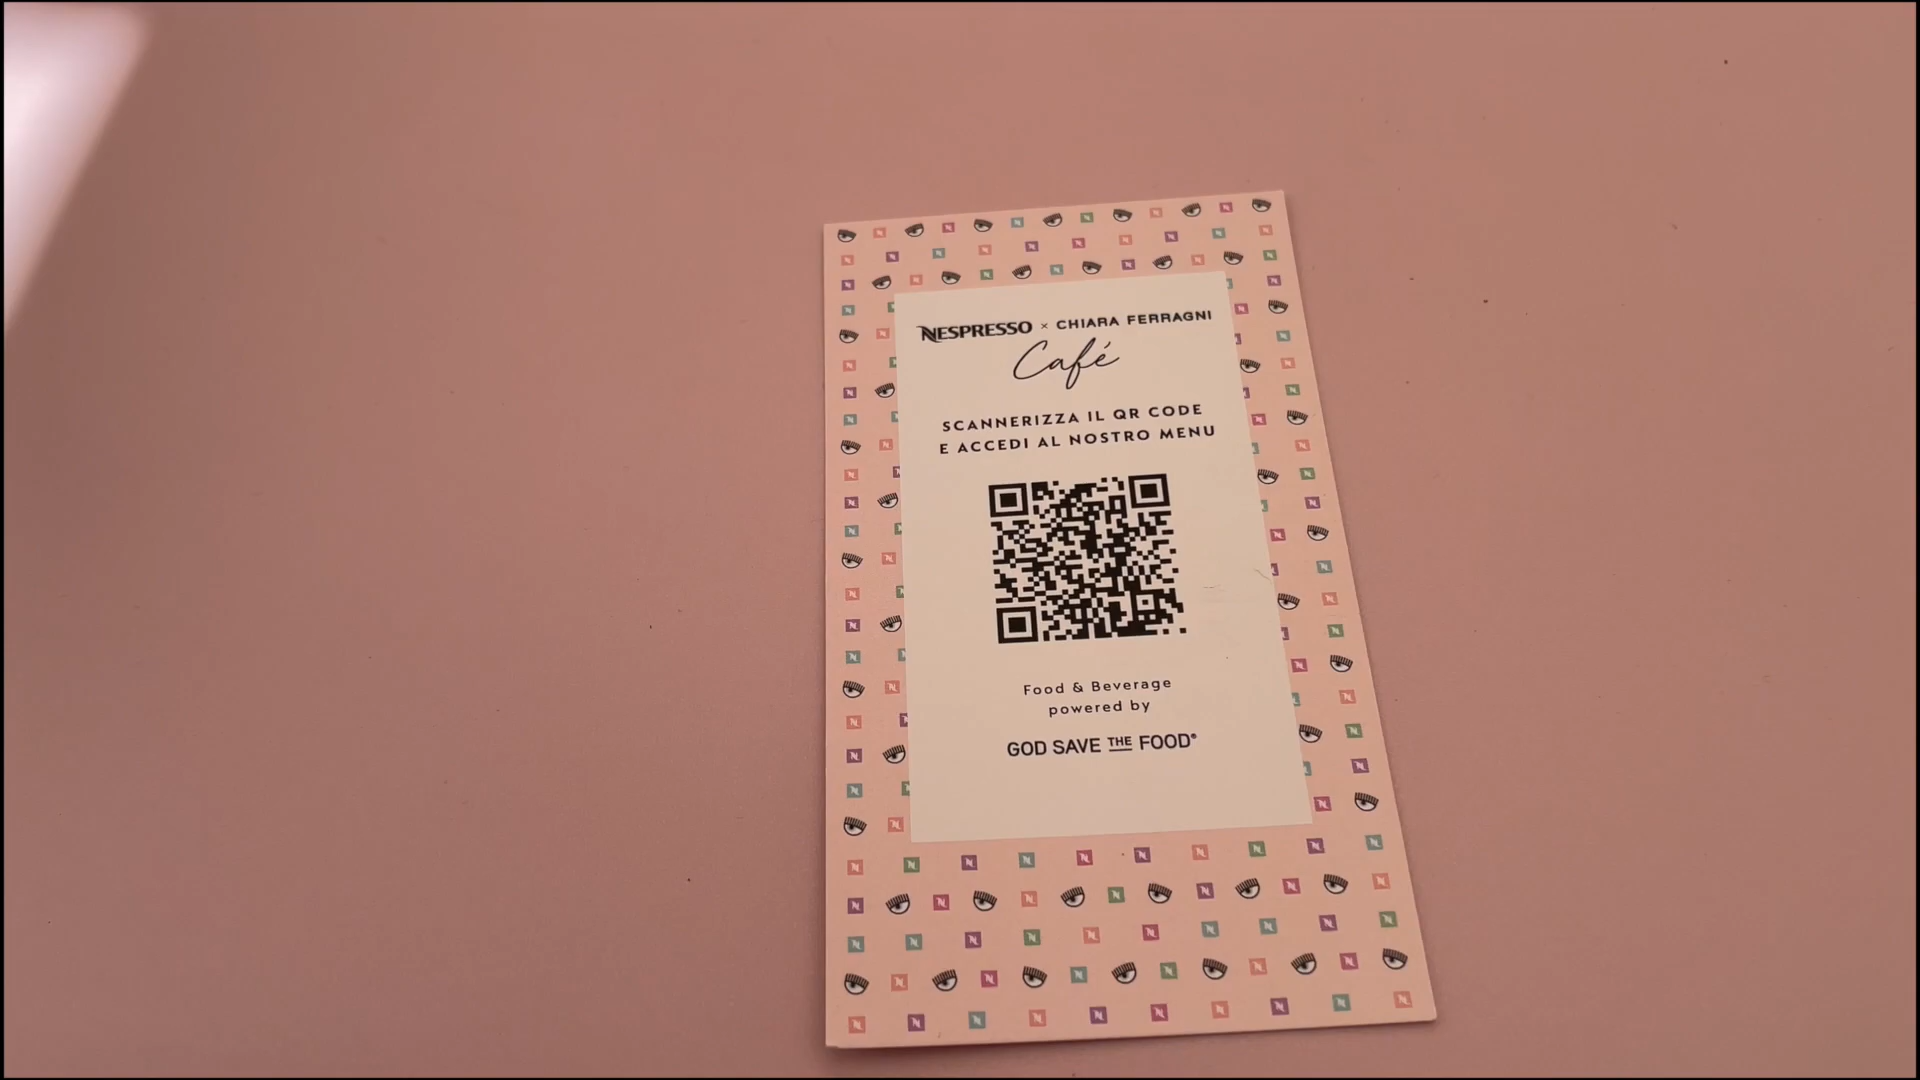 NESPRESSO × CHIARA FERRAGNI
Café
SCANNERIZZA IL QR CODE
E ACCEDI AL NOSTRO MENU
Food & Beverage
powered by
GOD SAVE THE FOOD®